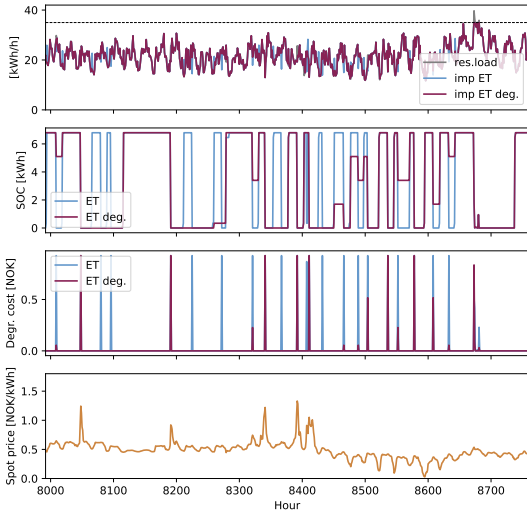 40
20
0
[kWh/h]
res.load
imp ET
imp ET deg.
6
4
2
0
SOC [kWh]
ET
ET deg.
0.5
0.0
Degr. cost [NOK]
ET
ET deg.
1.5
1.0
0.5
0.0
Spot price [NOK/kWh]
8000 8100 8200 8300 8400 8500 8600 8700
Hour